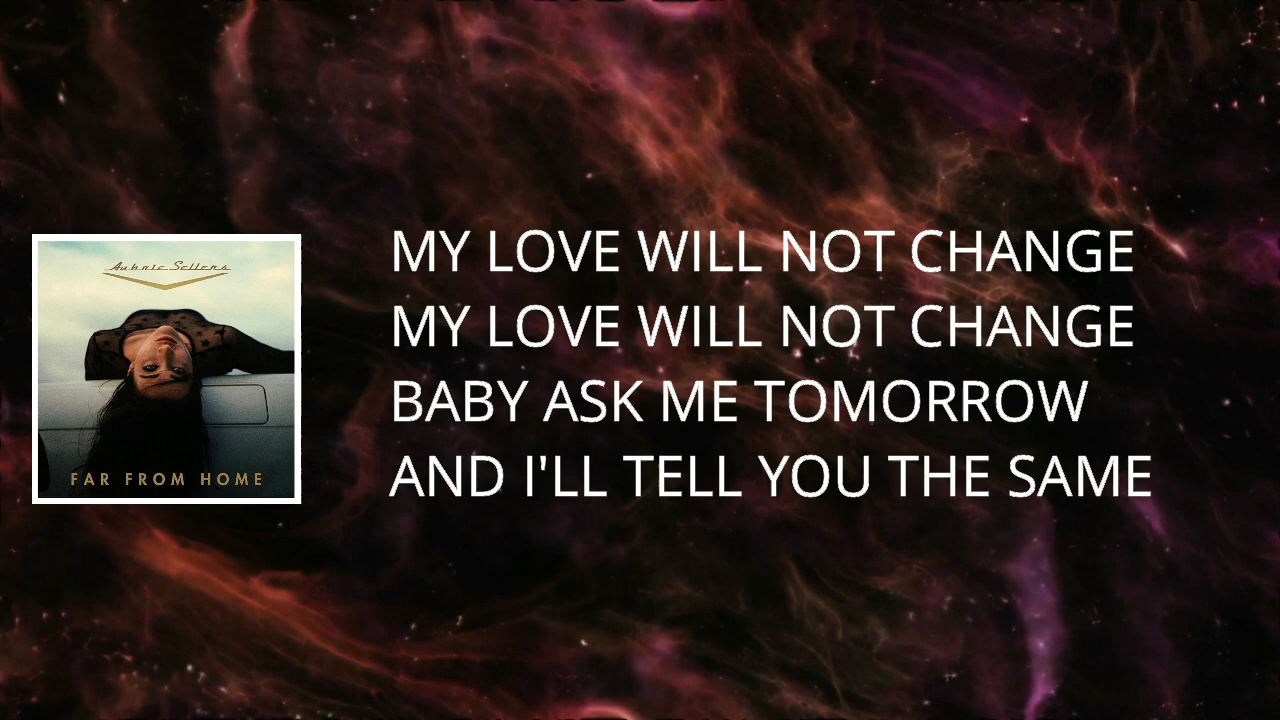 Aubrie Sellers
FAR FROM HOME
MY LOVE WILL NOT CHANGE
MY LOVE WILL NOT CHANGE
BABY ASK ME TOMORROW
AND I'LL TELL YOU THE SAME